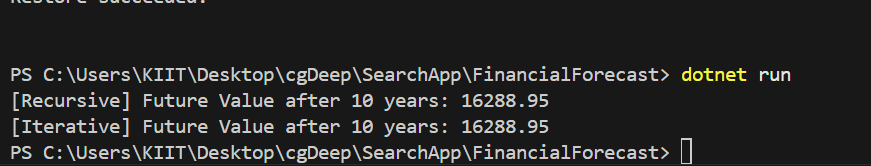 Restore succeeded.
PS C:\Users\KIIT\Desktop\cgDeep\SearchApp\FinancialForecast> dotnet run
[Recursive] Future Value after 10 years: 16288.95
[Iterative] Future Value after 10 years: 16288.95
PS C:\Users\KIIT\Desktop\cgDeep\SearchApp\FinancialForecast>